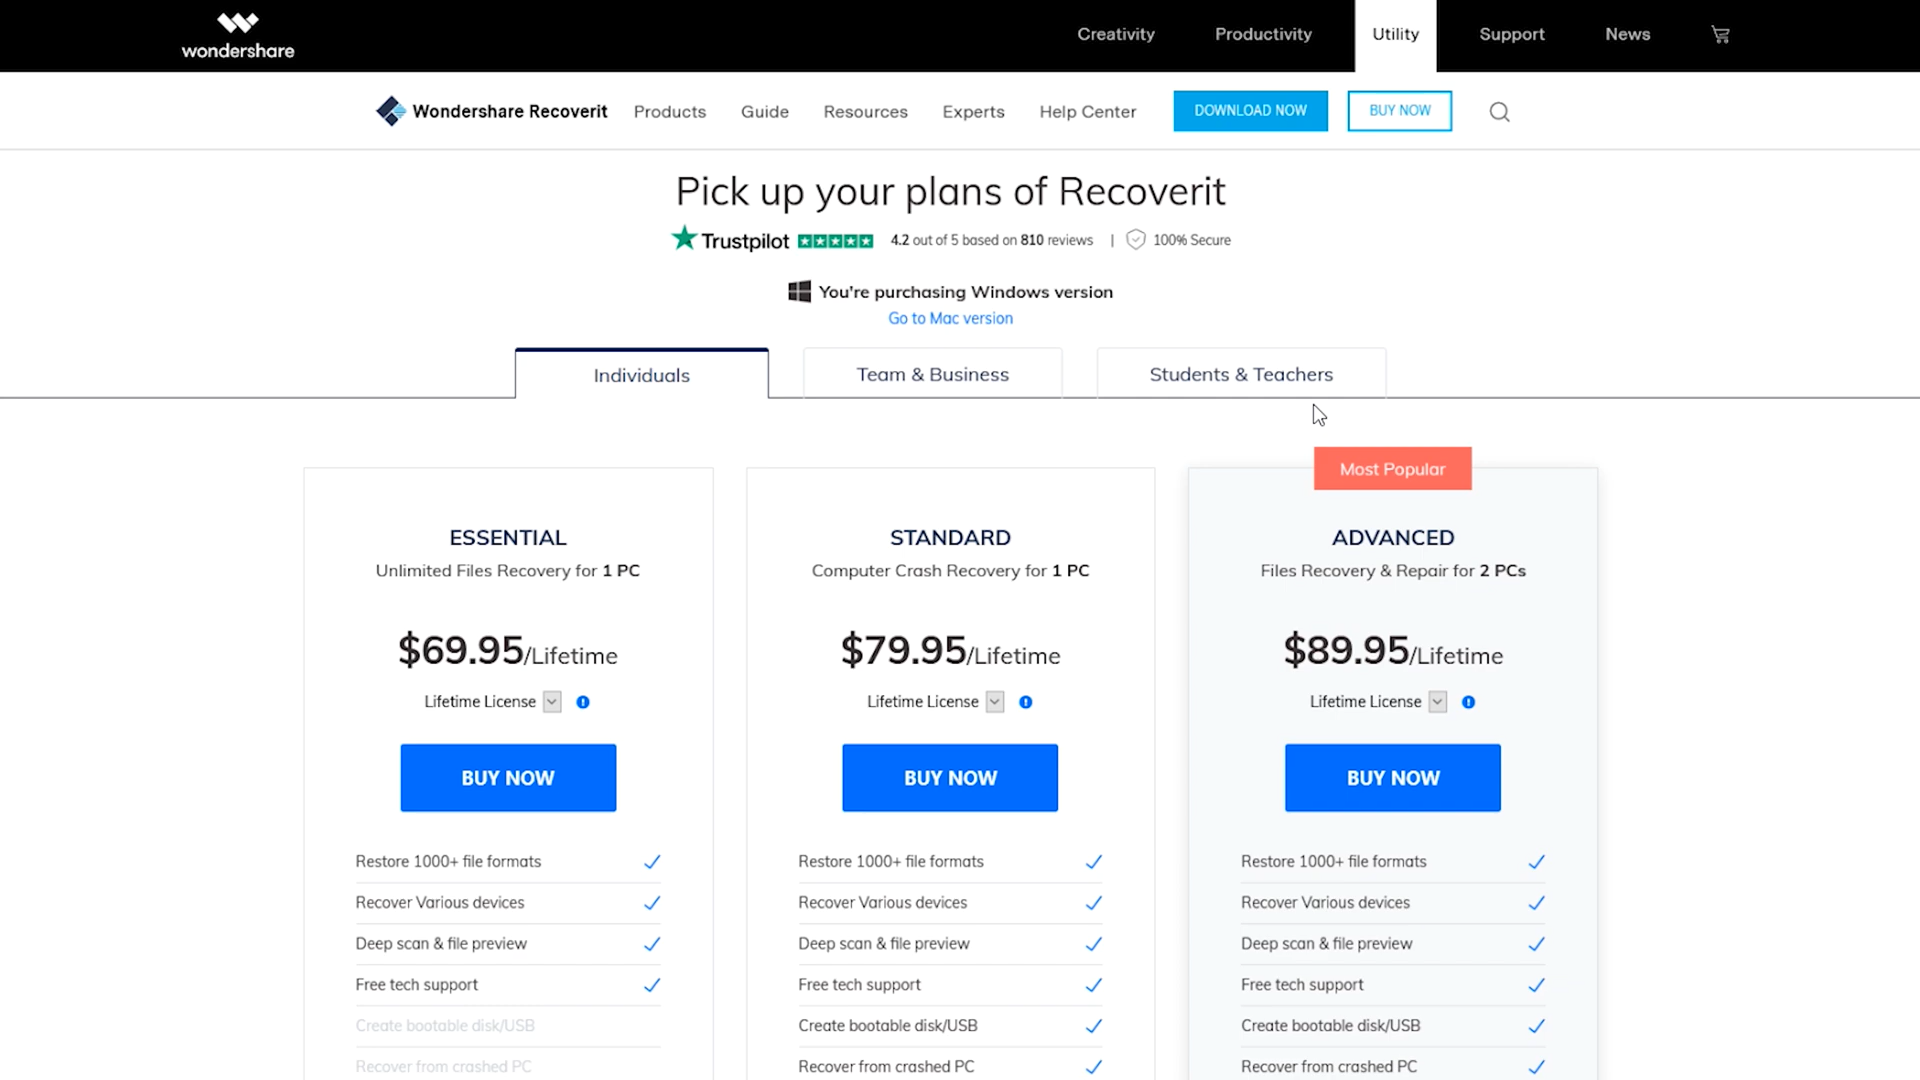 wondershare
Creativity Productivity Utility Support News
Wondershare Recoverit Products Guide Resources Experts Help Center DOWNLOAD NOW BUY NOW
Pick up your plans of Recoverit
Trustpilot 4.2 out of 5 based on 810 reviews | 100% Secure
You're purchasing Windows version
Go to Mac version
Individuals Team & Business Students & Teachers
Most Popular
ESSENTIAL
Unlimited Files Recovery for 1 PC
$69.95/Lifetime
Lifetime License
BUY NOW
Restore 1000+ file formats
Recover Various devices
Deep scan & file preview
Free tech support
Create bootable disk/USB
Recover from crashed PC
STANDARD
Computer Crash Recovery for 1 PC
$79.95/Lifetime
Lifetime License
BUY NOW
Restore 1000+ file formats
Recover Various devices
Deep scan & file preview
Free tech support
Create bootable disk/USB
Recover from crashed PC
ADVANCED
Files Recovery & Repair for 2 PCs
$89.95/Lifetime
Lifetime License
BUY NOW
Restore 1000+ file formats
Recover Various devices
Deep scan & file preview
Free tech support
Create bootable disk/USB
Recover from crashed PC